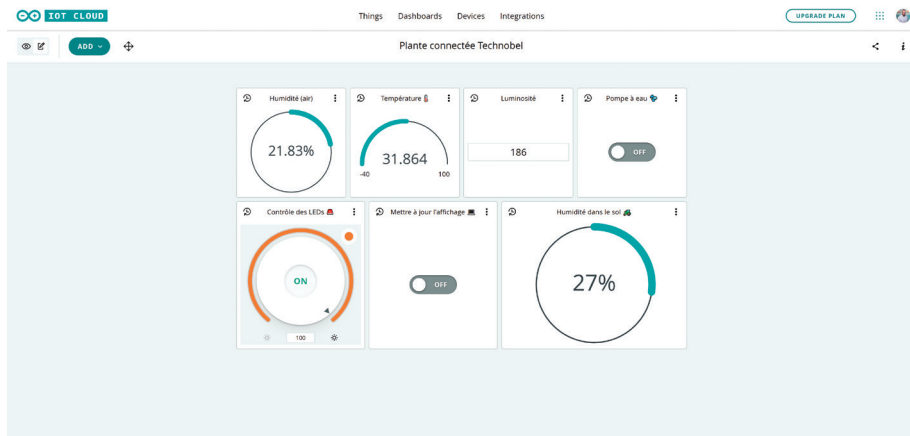 IOT CLOUD
Things Dashboards Devices Integrations
UPGRADE PLAN
ADD
Plante connectée Technobel
Humidité (air)
21.83%
Température
31.864
-40 100
Luminosité
186
Pompe à eau
OFF
Contrôle des LEDs
ON
100
Mettre à jour l'affichage
OFF
Humidité dans le sol
27%